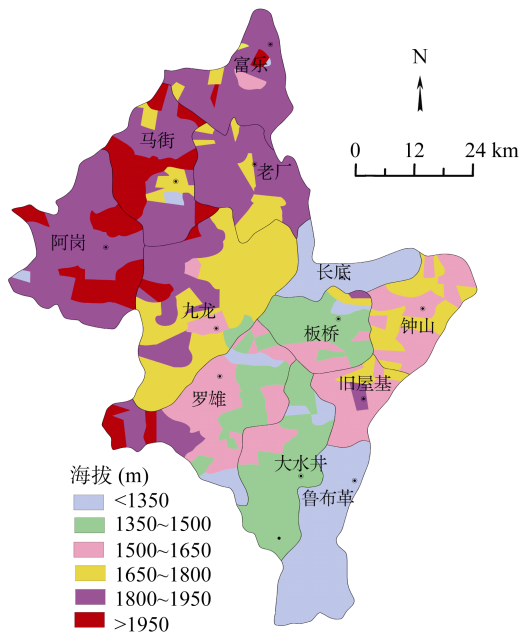 富乐
N
马街
老厂
0 12 24 km
阿岗
长底
九龙
板桥
钟山
旧屋基
罗雄
大水井
鲁布革
海拔 (m)
<1350
1350~1500
1500~1650
1650~1800
1800~1950
>1950